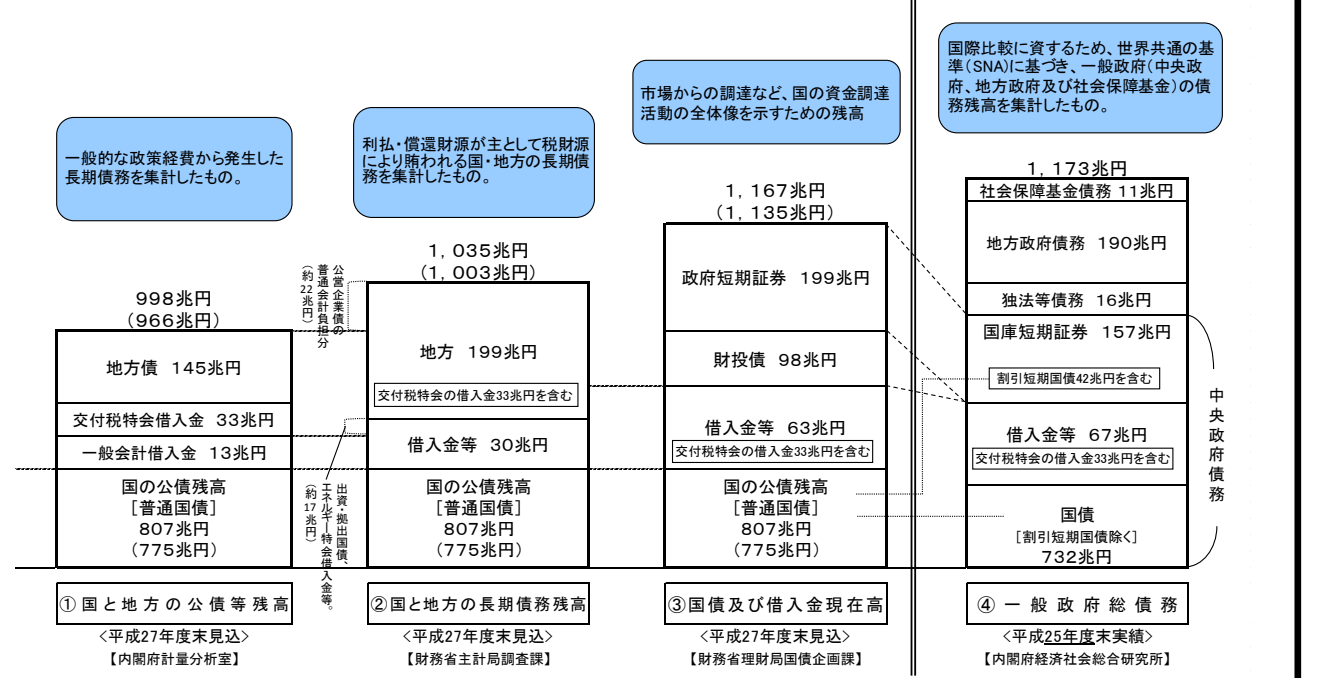 一般的な政策経費から発生した
長期債務を集計したもの。
998兆円
（966兆円）
地方債 145兆円
交付税特会借入金 33兆円
一般会計借入金 13兆円
国の公債残高
［普通国債］
807兆円
（775兆円）
①国と地方の公債等残高
＜平成27年度末見込＞
【内閣府計量分析室】
利払・償還財源が主として税財源
により賄われる国・地方の長期債
務を集計したもの。
1，035兆円
（1，003兆円）
公営企業債の
普通会計負担分
（約22兆円）
地方 199兆円
交付税特会の借入金33兆円を含む
借入金等 30兆円
出資・拠出国債、
エネルギー特会借入金等。
（約17兆円）
国の公債残高
［普通国債］
807兆円
（775兆円）
②国と地方の長期債務残高
＜平成27年度末見込＞
【財務省主計局調査課】
市場からの調達など、国の資金調達
活動の全体像を示すための残高
1，167兆円
（1，135兆円）
政府短期証券 199兆円
財投債 98兆円
借入金等 63兆円
交付税特会の借入金33兆円を含む
国の公債残高
［普通国債］
807兆円
（775兆円）
③国債及び借入金現在高
＜平成27年度末見込＞
【財務省理財局国債企画課】
国際比較に資するため、世界共通の基
準（SNA）に基づき、一般政府（中央政
府、地方政府及び社会保障基金）の債
務残高を集計したもの。
1，173兆円
社会保障基金債務 11兆円
地方政府債務 190兆円
独法等債務 16兆円
国庫短期証券 157兆円
割引短期国債42兆円を含む
借入金等 67兆円
交付税特会の借入金33兆円を含む
国債
［割引短期国債除く］
732兆円
中央政府債務
④一般政府総債務
＜平成25年度末実績＞
【内閣府経済社会総合研究所】